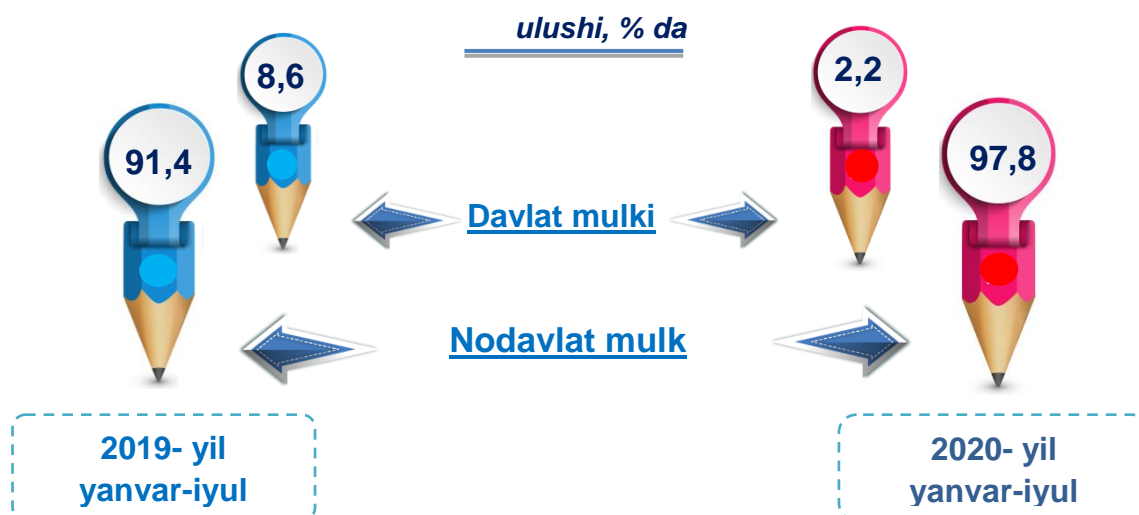 ulushi, % da
8,6
2,2
91,4
97,8
Davlat mulki
Nodavlat mulk
2019- yil
yanvar-iyul
2020- yil
yanvar-iyul